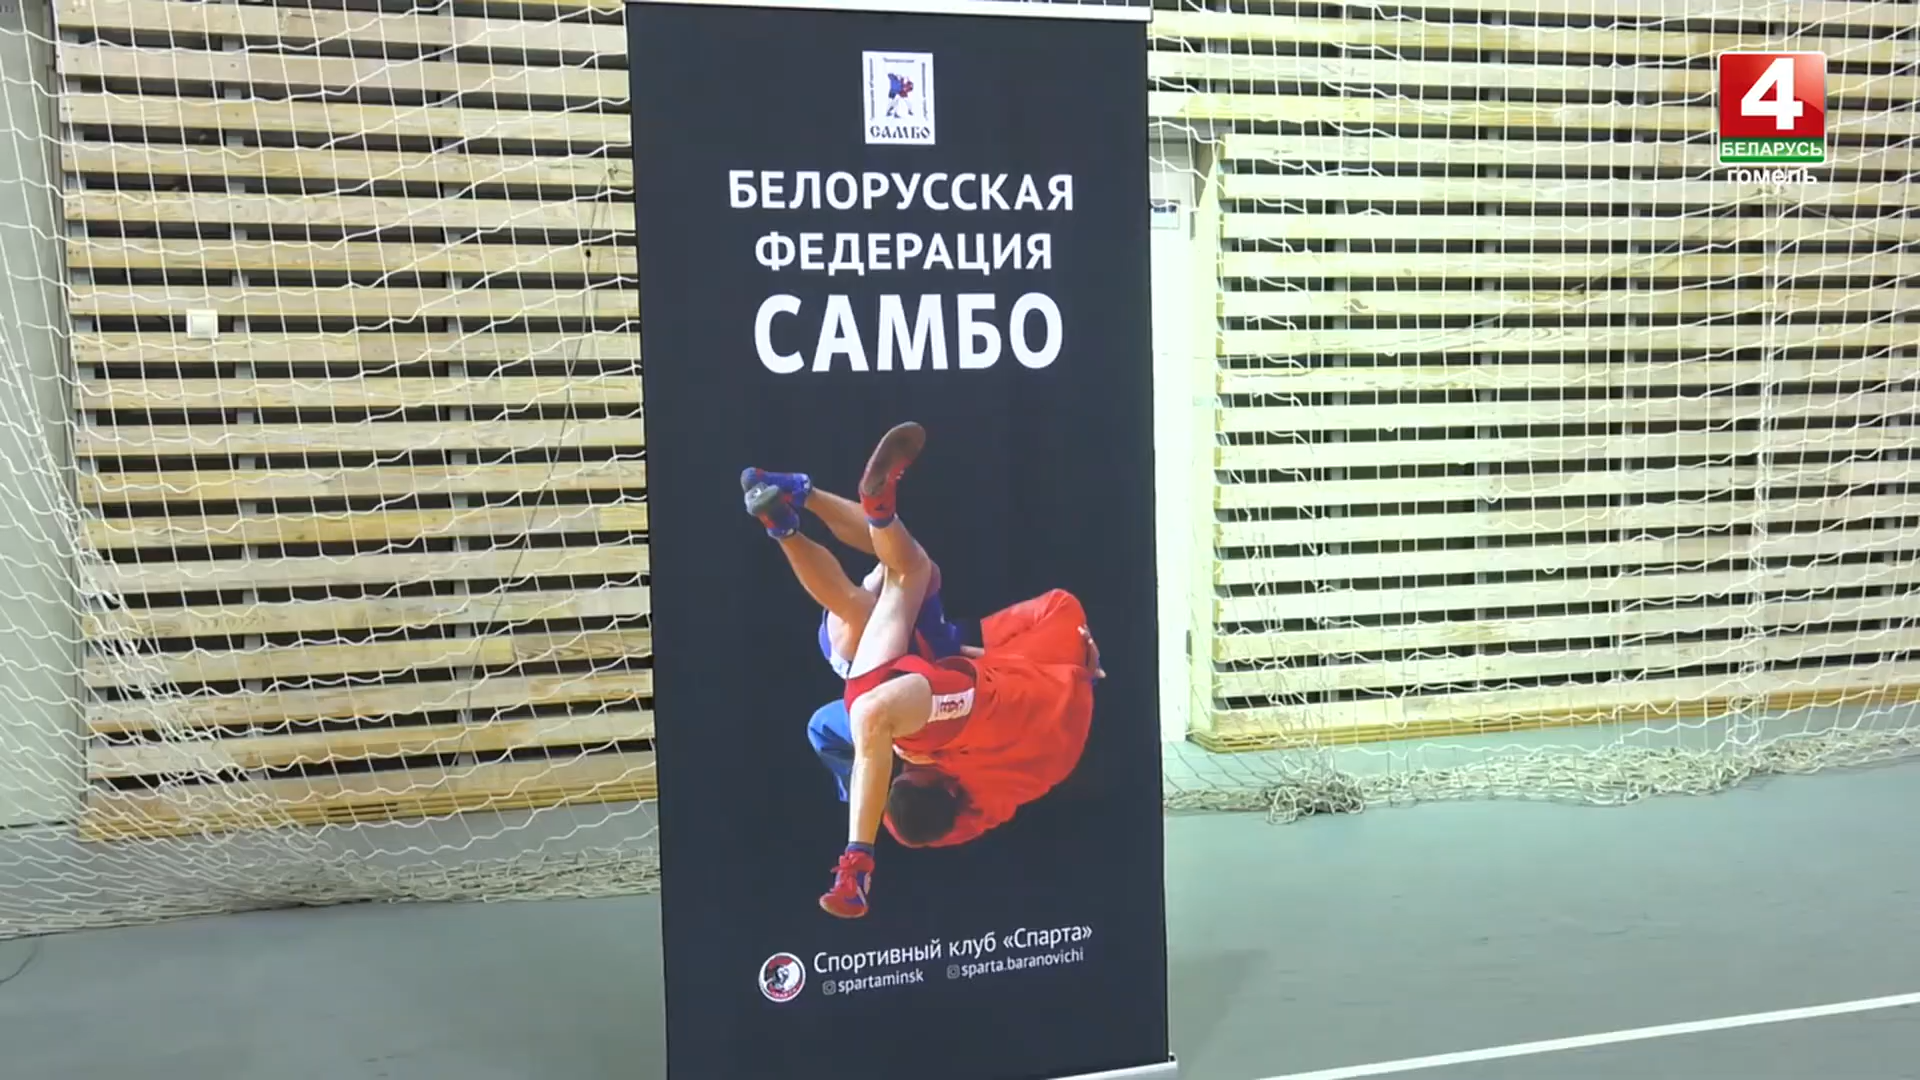 САМБО
БЕЛОРУССКАЯ
ФЕДЕРАЦИЯ
САМБО
Спортивный клуб «Спарта»
spartaminsk sparta.baranovichi
4
БЕЛАРУСЬ
гомель